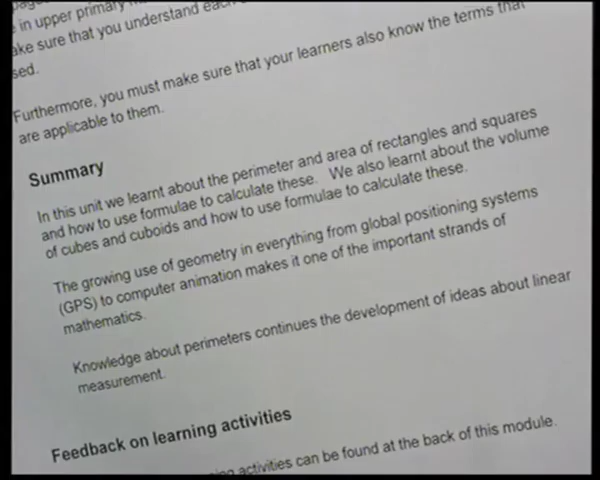 in upper primary
make sure that you understand each
sed.
Furthermore, you must make sure that your learners also know the terms that
are applicable to them.
Summary
In this unit we learnt about the perimeter and area of rectangles and squares
and how to use formulae to calculate these. We also learnt about the volume
of cubes and cuboids and how to use formulae to calculate these.
The growing use of geometry in everything from global positioning systems
(GPS) to computer animation makes it one of the important strands of
mathematics.
Knowledge about perimeters continues the development of ideas about linear
measurement.
Feedback on learning activities
activities can be found at the back of this module.